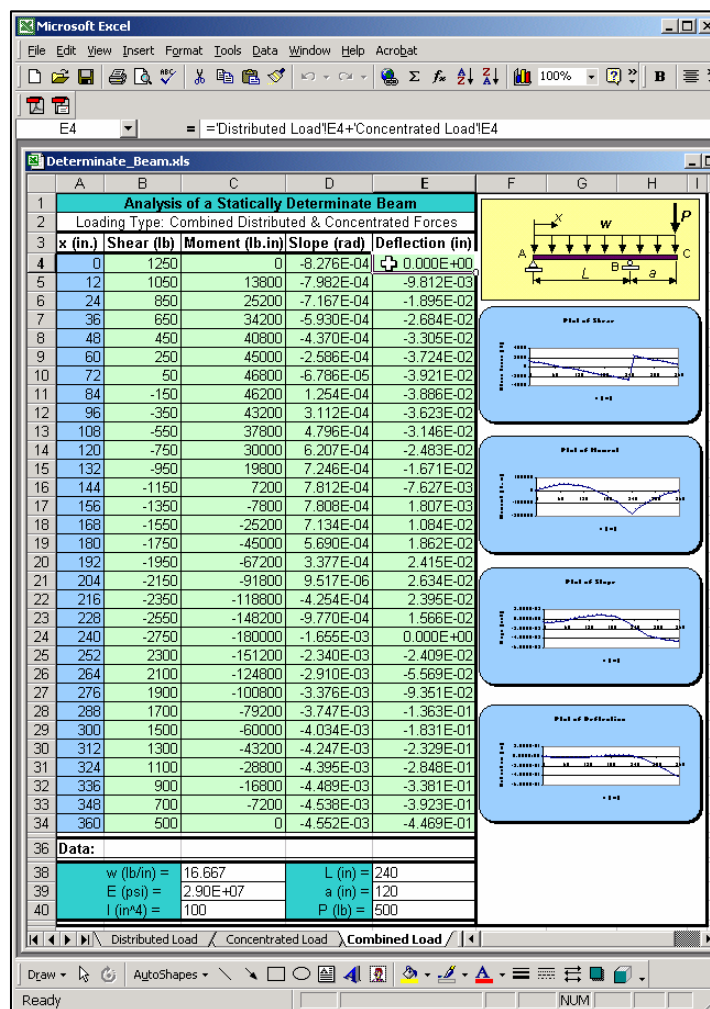 Microsoft Excel
File Edit View Insert Format Tools Data Window Help Acrobat
100% B
E4 = ='Distributed Load'!E4+'Concentrated Load'!E4
Determinate_Beam.xls
A B C D E F G H I
1 Analysis of a Statically Determinate Beam
2 Loading Type: Combined Distributed & Concentrated Forces
3 x (in.) Shear (lb) Moment (lb.in) Slope (rad) Deflection (in)
4 0 1250 0 -8.276E-04 0.000E+00
5 12 1050 13800 -7.982E-04 -9.812E-03
6 24 850 25200 -7.167E-04 -1.895E-02
7 36 650 34200 -5.930E-04 -2.684E-02
8 48 450 40800 -4.370E-04 -3.305E-02
9 60 250 45000 -2.586E-04 -3.724E-02
10 72 50 46800 -6.786E-05 -3.921E-02
11 84 -150 46200 1.254E-04 -3.886E-02
12 96 -350 43200 3.112E-04 -3.623E-02
13 108 -550 37800 4.796E-04 -3.146E-02
14 120 -750 30000 6.207E-04 -2.483E-02
15 132 -950 19800 7.246E-04 -1.671E-02
16 144 -1150 7200 7.812E-04 -7.627E-03
17 156 -1350 -7800 7.808E-04 1.807E-03
18 168 -1550 -25200 7.134E-04 1.084E-02
19 180 -1750 -45000 5.690E-04 1.862E-02
20 192 -1950 -67200 3.377E-04 2.415E-02
21 204 -2150 -91800 9.517E-06 2.634E-02
22 216 -2350 -118800 -4.254E-04 2.395E-02
23 228 -2550 -148200 -9.770E-04 1.566E-02
24 240 -2750 -180000 -1.655E-03 0.000E+00
25 252 2300 -151200 -2.340E-03 -2.409E-02
26 264 2100 -124800 -2.910E-03 -5.569E-02
27 276 1900 -100800 -3.376E-03 -9.351E-02
28 288 1700 -79200 -3.747E-03 -1.363E-01
29 300 1500 -60000 -4.034E-03 -1.831E-01
30 312 1300 -43200 -4.247E-03 -2.329E-01
31 324 1100 -28800 -4.395E-03 -2.848E-01
32 336 900 -16800 -4.489E-03 -3.381E-01
33 348 700 -7200 -4.538E-03 -3.923E-01
34 360 500 0 -4.552E-03 -4.469E-01
36 Data:
38 w (lb/in) = 16.667 L (in) = 240
39 E (psi) = 2.90E+07 a (in) = 120
40 I (in^4) = 100 P (lb) = 500
x w P
A B C
L a
Plot of Shear
Plot of Moment
Plot of Slope
Plot of Deflection
Distributed Load Concentrated Load Combined Load
Draw AutoShapes
Ready NUM